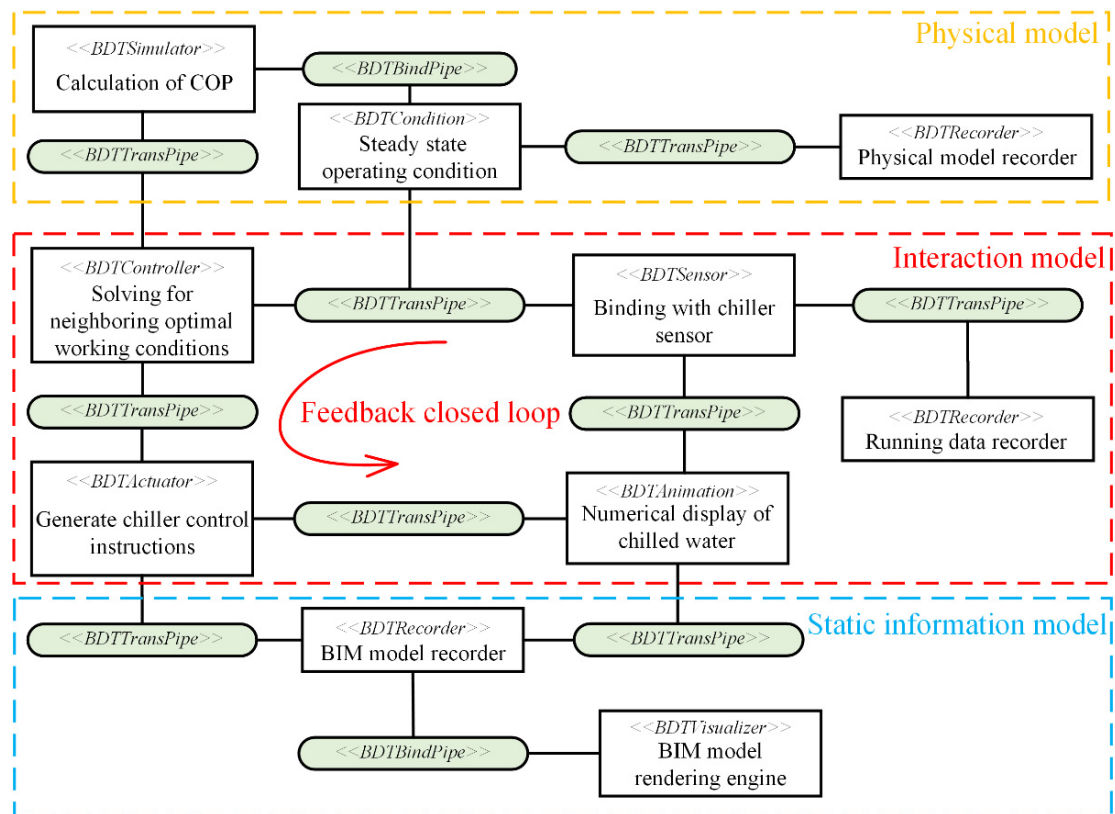 Physical model
<<BDTSimulator>>
Calculation of COP
<<BDTBindPipe>>
<<BDTCondition>>
Steady state
operating condition
<<BDTTransPipe>>
<<BDTTransPipe>>
<<BDTRecorder>>
Physical model recorder
Interaction model
<<BDTController>>
Solving for
neighboring optimal
working conditions
<<BDTTransPipe>>
<<BDTSensor>>
Binding with chiller
sensor
<<BDTTransPipe>>
<<BDTTransPipe>>
Feedback closed loop
<<BDTTransPipe>>
<<BDTRecorder>>
Running data recorder
<<BDTActuator>>
Generate chiller control
instructions
<<BDTTransPipe>>
<<BDTAnimation>>
Numerical display of
chilled water
Static information model
<<BDTTransPipe>>
<<BDTRecorder>>
BIM model recorder
<<BDTTransPipe>>
<<BDTBindPipe>>
<<BDTVisualizer>>
BIM model
rendering engine